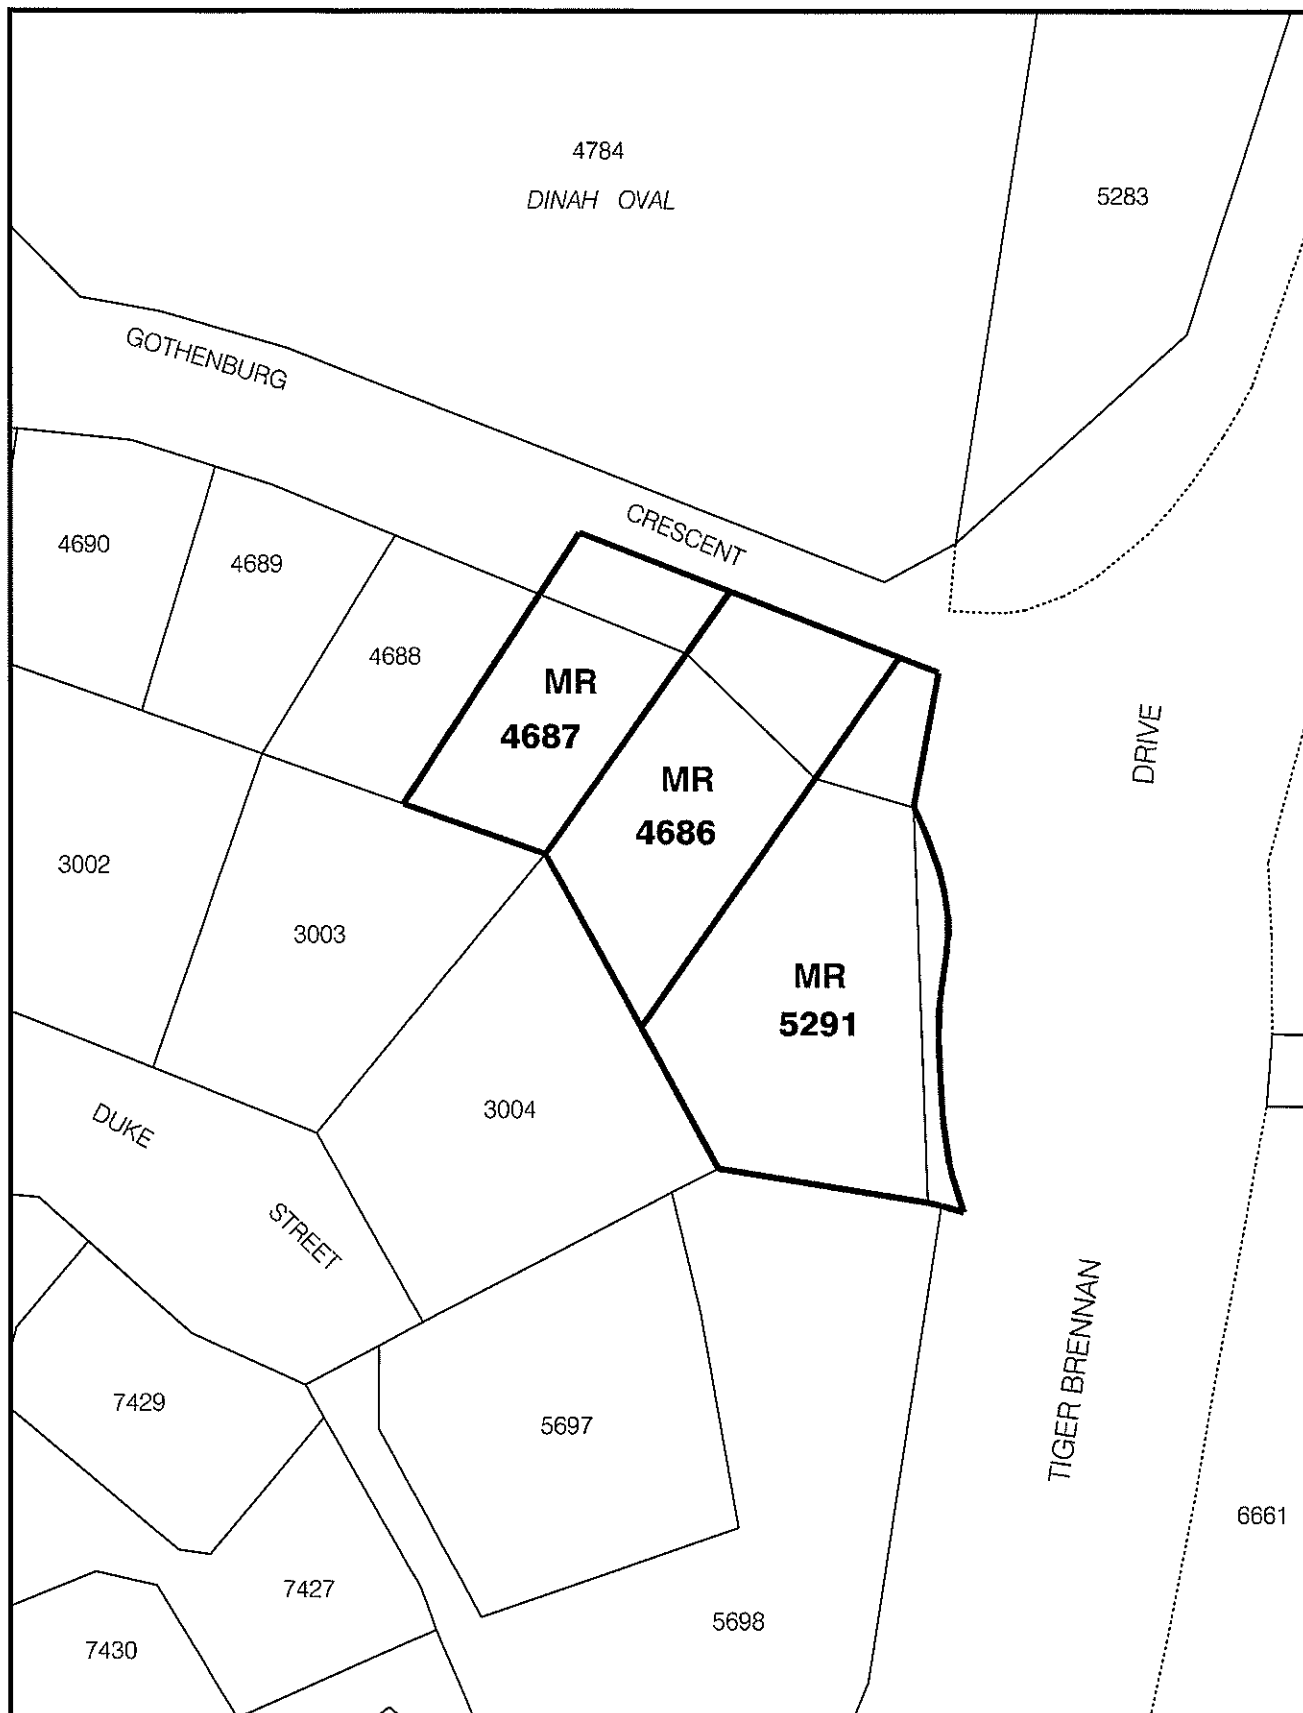 4784
DINAH OVAL
5283
GOTHENBURG
CRESCENT
4690
4689
4688
MR
4687
MR
4686
DRIVE
3002
3003
MR
5291
3004
DUKE
STREET
TIGER BRENNAN
7429
5697
6661
7427
5698
7430